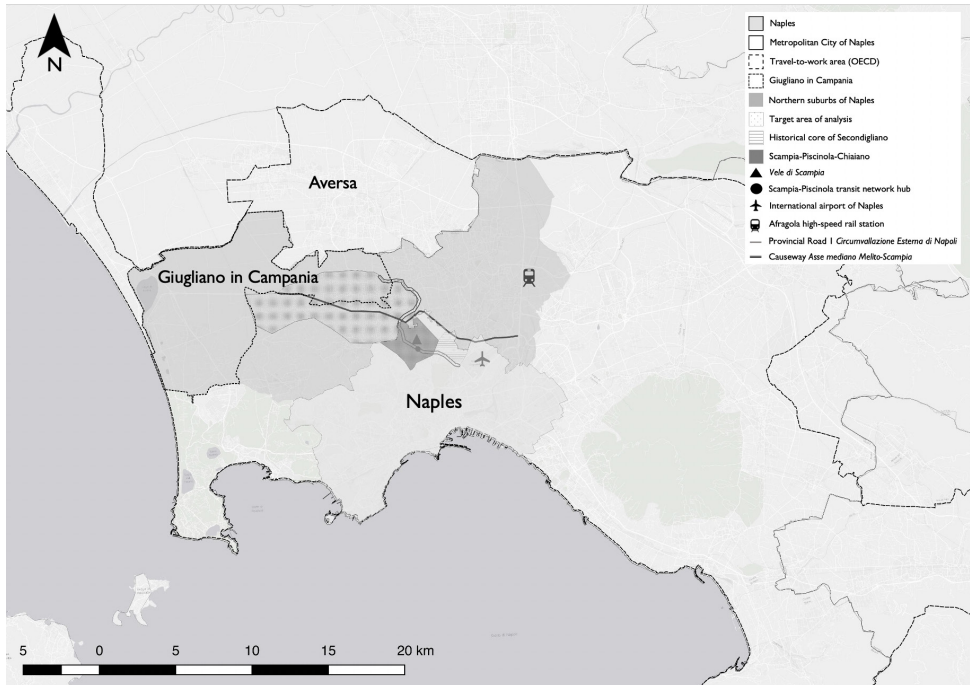 N
Naples
Metropolitan City of Naples
Travel-to-work area (OECD)
Giugliano in Campania
Northern suburbs of Naples
Target area of analysis
Historical core of Secondigliano
Scampia-Piscinola-Chiaiano
Vele di Scampia
Scampia-Piscinola transit network hub
International airport of Naples
Afragola high-speed rail station
Provincial Road 1 Circumvallazione Esterna di Napoli
Causeway Asse mediano Melito-Scampia
Aversa
Giugliano in Campania
Naples
5 0 5 10 15 20 km